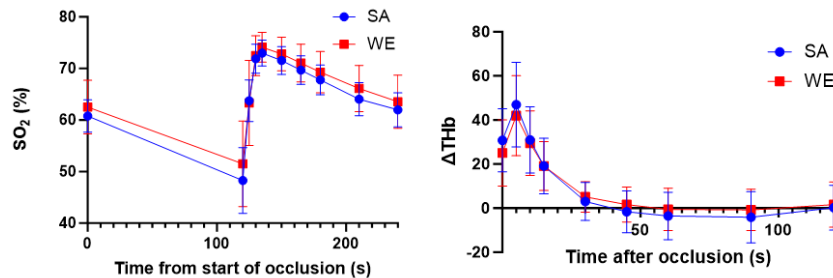 SO₂ (%)
80
70
60
50
40
0
100
200
Time from start of occlusion (s)
SA
WE
ΔTHb
80
60
40
20
0
-20
50
100
Time after occlusion (s)
SA
WE